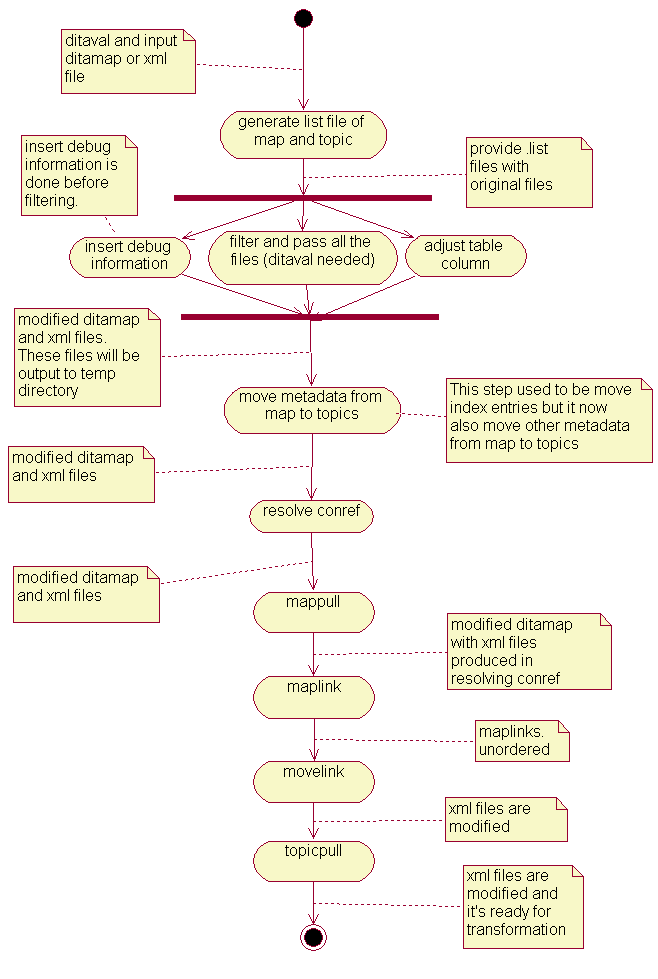 ditaval and input
ditamap or xml
file
generate list file of
map and topic
insert debug
information is
done before
filtering.
provide .list
files with
original files
insert debug
information
filter and pass all the
files (ditaval needed)
adjust table
column
modified ditamap
and xml files.
These files will be
output to temp
directory
move metadata from
map to topics
This step used to be move
index entries but it now
also move other metadata
from map to topics
modified ditamap
and xml files
resolve conref
modified ditamap
and xml files
mappull
modified ditamap
with xml files
produced in
resolving conref
maplink
maplinks.
unordered
movelink
xml files are
modified
topicpull
xml files are
modified and
it's ready for
transformation